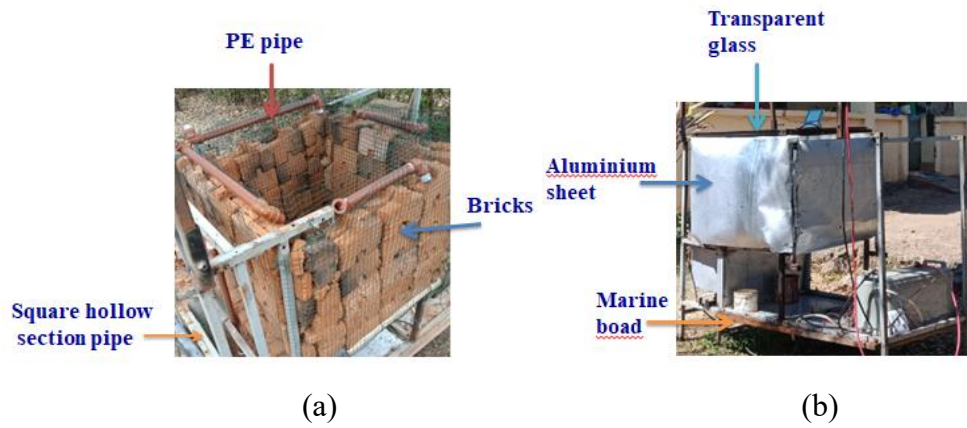 PE pipe
Bricks
Square hollow
section pipe
(a)
Transparent
glass
Aluminium
sheet
Marine
boad
(b)